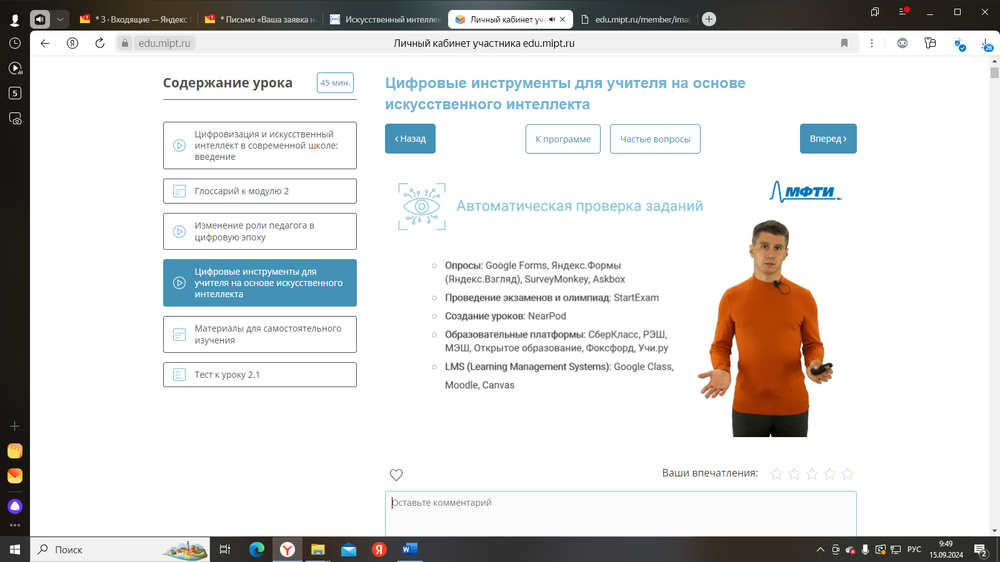 * 3 · Входящие — Яндекс
* Письмо «Ваша заявка на
Искусственный интеллек
Личный кабинет уча
edu.mipt.ru/member/ima
edu.mipt.ru
Личный кабинет участника edu.mipt.ru
26
5
Содержание урока
45 мин.
Цифровизация и искусственный
интеллект в современной школе:
введение
Глоссарий к модулю 2
Изменение роли педагога в
цифровую эпоху
Цифровые инструменты для
учителя на основе искусственного
интеллекта
Материалы для самостоятельного
изучения
Тест к уроку 2.1
Цифровые инструменты для учителя на основе
искусственного интеллекта
‹ Назад
К программе
Частые вопросы
Вперед ›
Автоматическая проверка заданий
МФТИ
Опросы: Google Forms, Яндекс.Формы
(Яндекс.Взгляд), SurveyMonkey, Askbox
Проведение экзаменов и олимпиад: StartExam
Создание уроков: NearPod
Образовательные платформы: СберКласс, РЭШ,
МЭШ, Открытое образование, Фоксфорд, Учи.ру
LMS (Learning Management Systems): Google Class,
Moodle, Canvas
Ваши впечатления:
Оставьте комментарий
Поиск
РУС
9:49
15.09.2024
2